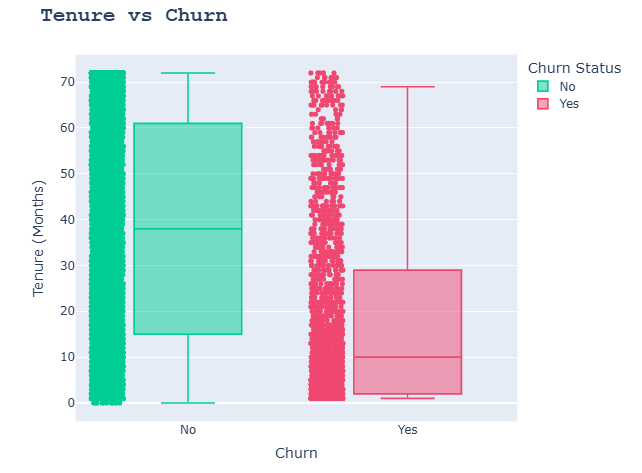 Tenure vs Churn
Churn Status
No
Yes
Tenure (Months)
70
60
50
40
30
20
10
0
No
Yes
Churn